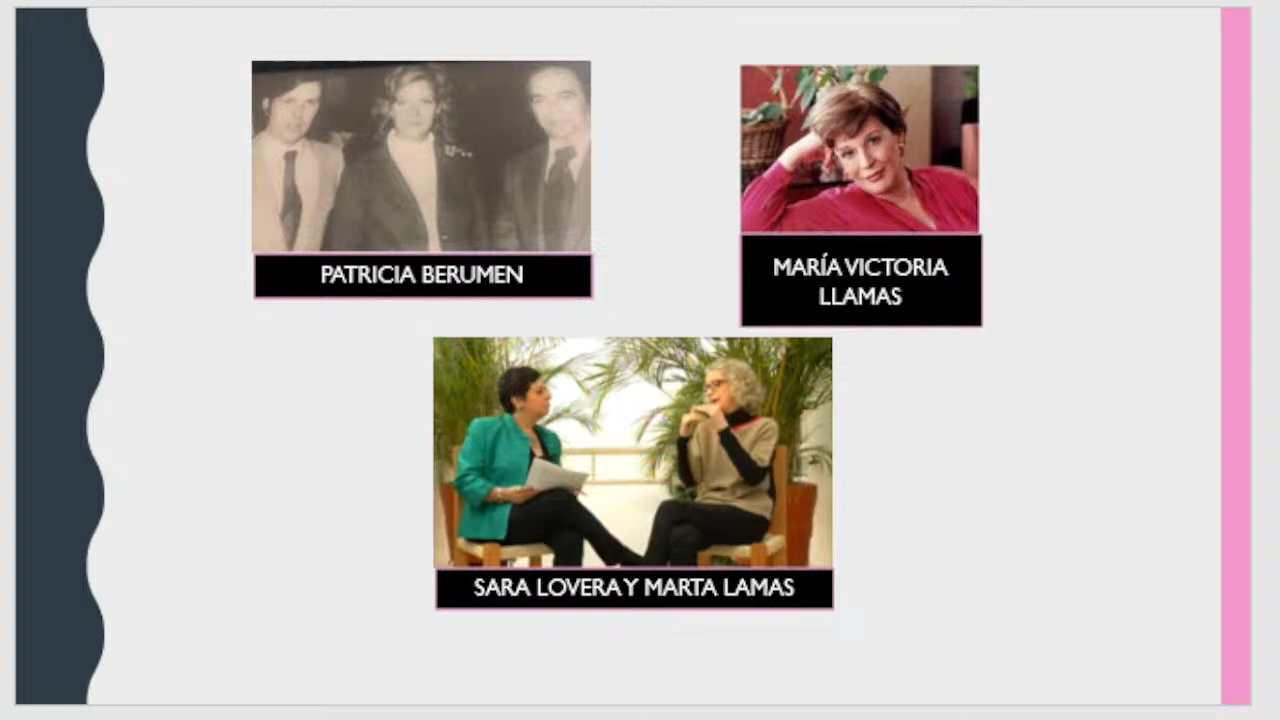 PATRICIA BERUMEN
MARÍA VICTORIA
LLAMAS
SARA LOVERA Y MARTA LAMAS